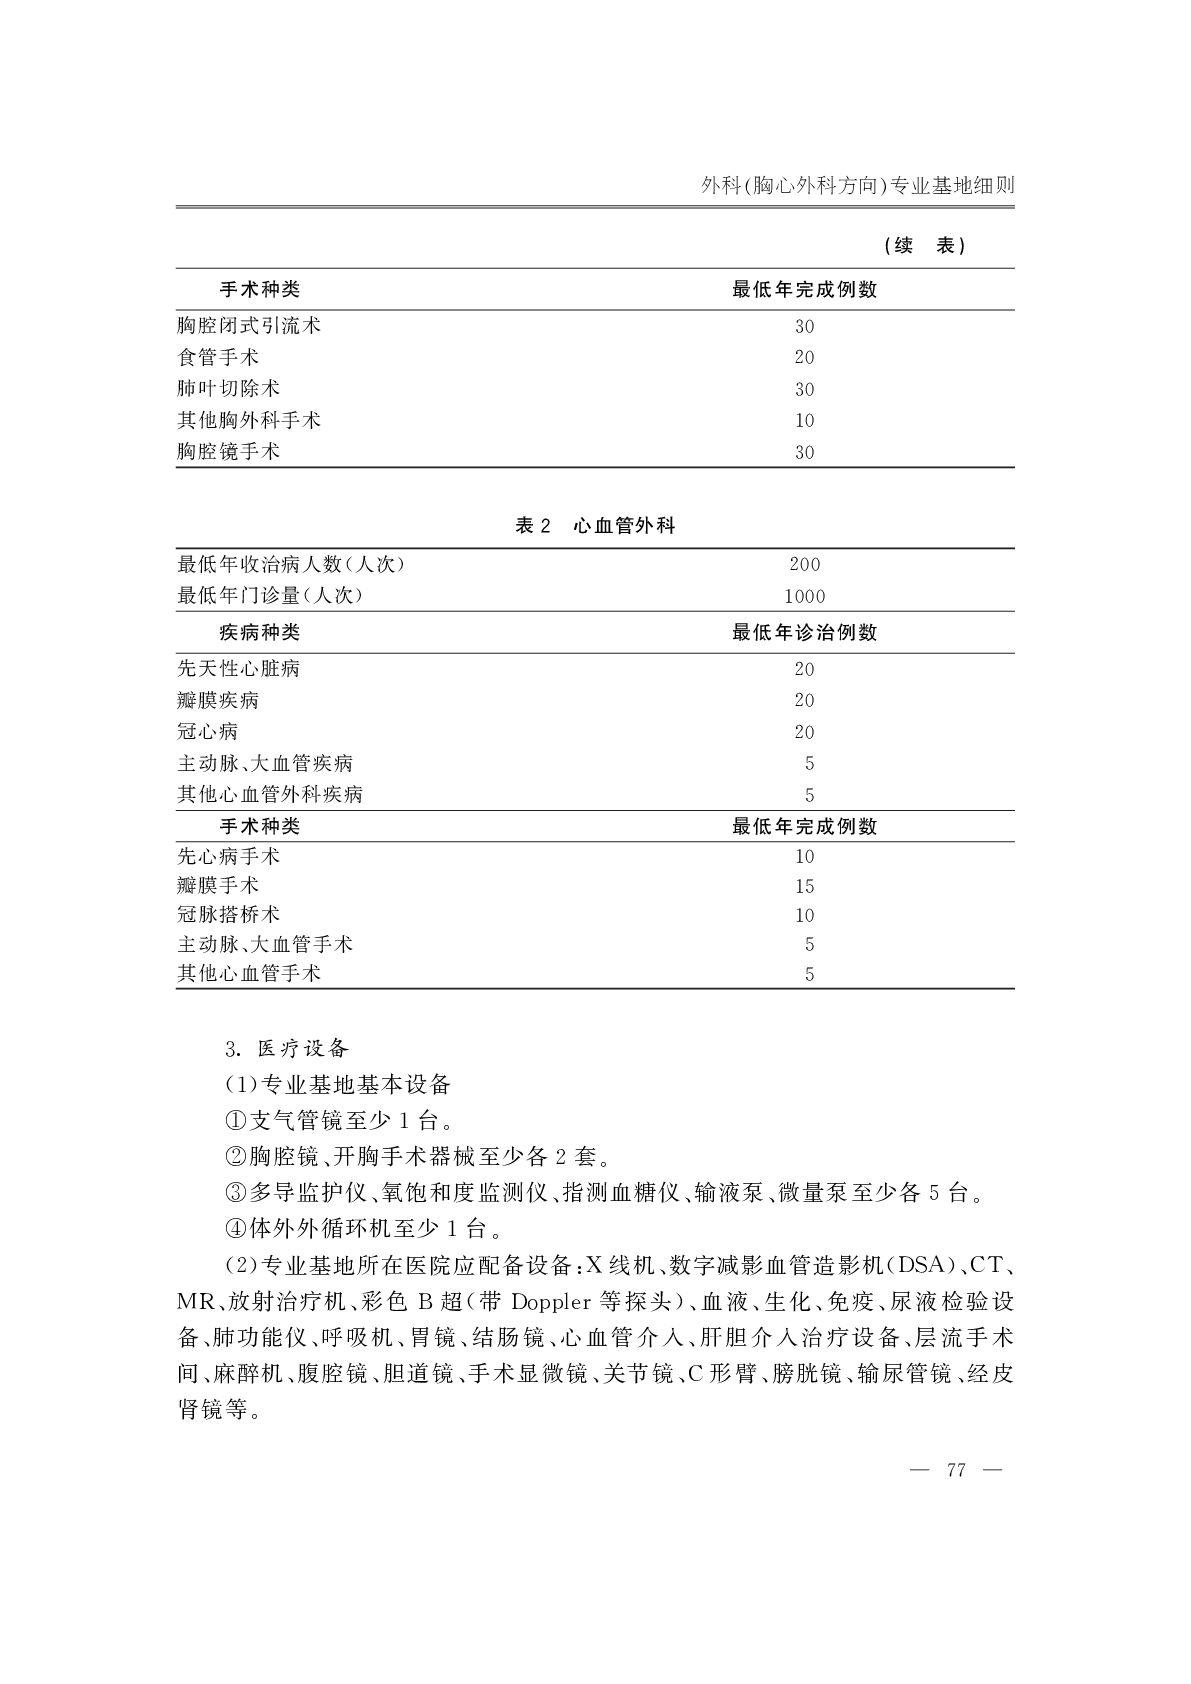 外科(胸心外科方向)专业基地细则
(续 表)
手术种类 最低年完成例数
胸腔闭式引流术 30
食管手术 20
肺叶切除术 30
其他胸外科手术 10
胸腔镜手术 30
表 2 心血管外科
最低年收治病人数(人次) 200
最低年门诊量(人次) 1000
疾病种类 最低年诊治例数
先天性心脏病 20
瓣膜疾病 20
冠心病 20
主动脉、大血管疾病 5
其他心血管外科疾病 5
手术种类 最低年完成例数
先心病手术 10
瓣膜手术 15
冠脉搭桥术 10
主动脉、大血管手术 5
其他心血管手术 5
3. 医疗设备
(1)专业基地基本设备
①支气管镜至少 1 台。
②胸腔镜、开胸手术器械至少各 2 套。
③多导监护仪、氧饱和度监测仪、指测血糖仪、输液泵、微量泵至少各 5 台。
④体外外循环机至少 1 台。
(2)专业基地所在医院应配备设备:X 线机、数字减影血管造影机(DSA)、CT、
MR、放射治疗机、彩色 B 超(带 Doppler 等探头)、血液、生化、免疫、尿液检验设
备、肺功能仪、呼吸机、胃镜、结肠镜、心血管介入、肝胆介入治疗设备、层流手术
间、麻醉机、腹腔镜、胆道镜、手术显微镜、关节镜、C 形臂、膀胱镜、输尿管镜、经皮
肾镜等。
— 77 —